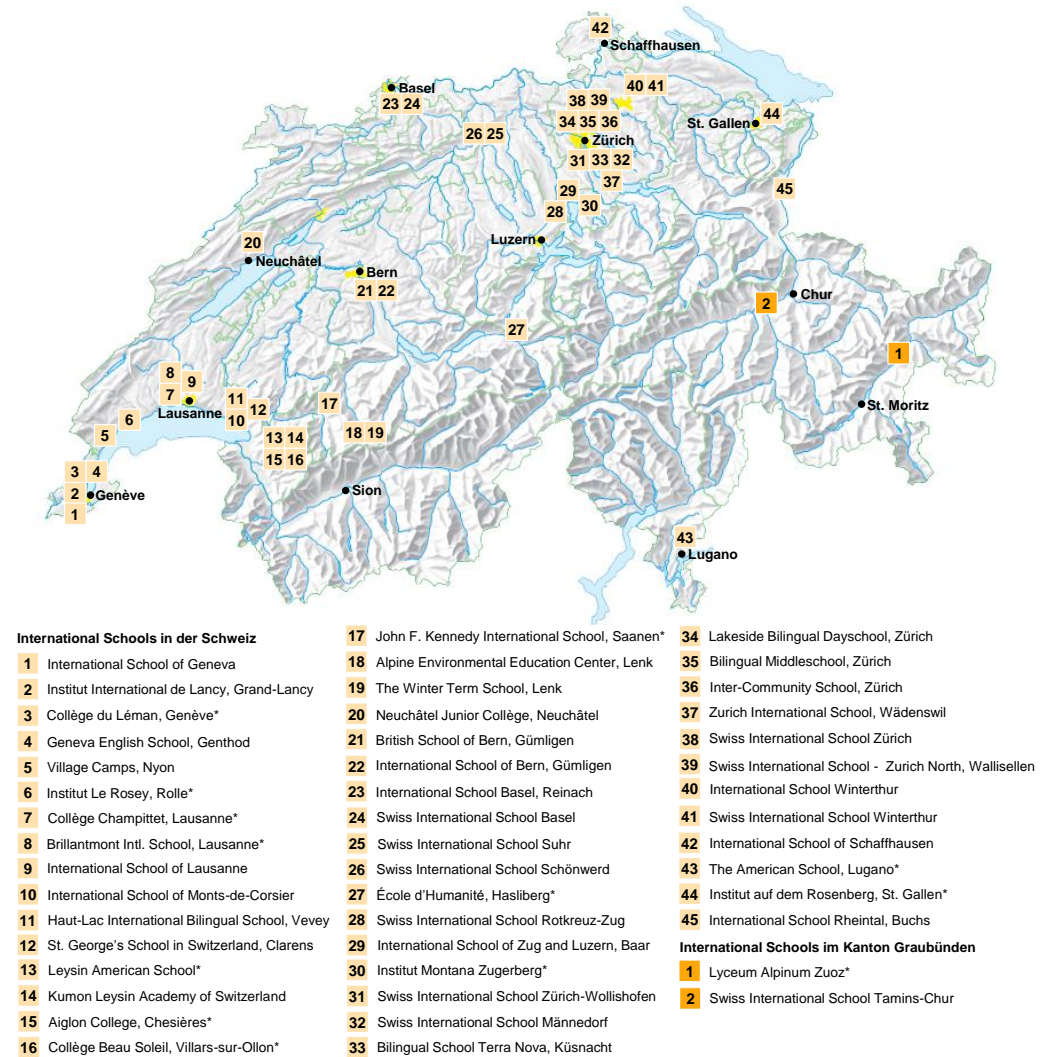 42
Schaffhausen
Basel
40 41
23 24
38 39
44
34 35 36
St. Gallen
26 25
Zürich
31 33 32
37
45
29
30
28
20
Luzern
Neuchâtel
Bern
21 22
Chur
2
27
1
8
9
7
11
17
Lausanne
12
St. Moritz
6
10
5
18 19
13 14
15 16
3 4
2
Genève
Sion
1
43
Lugano
International Schools in der Schweiz
1 International School of Geneva
2 Institut International de Lancy, Grand-Lancy
3 Collège du Léman, Genève*
4 Geneva English School, Genthod
5 Village Camps, Nyon
6 Institut Le Rosey, Rolle*
7 Collège Champittet, Lausanne*
8 Brillantmont Intl. School, Lausanne*
9 International School of Lausanne
10 International School of Monts-de-Corsier
11 Haut-Lac International Bilingual School, Vevey
12 St. George’s School in Switzerland, Clarens
13 Leysin American School*
14 Kumon Leysin Academy of Switzerland
15 Aiglon College, Chesières*
16 Collège Beau Soleil, Villars-sur-Ollon*
17 John F. Kennedy International School, Saanen*
18 Alpine Environmental Education Center, Lenk
19 The Winter Term School, Lenk
20 Neuchâtel Junior Collège, Neuchâtel
21 British School of Bern, Gümligen
22 International School of Bern, Gümligen
23 International School Basel, Reinach
24 Swiss International School Basel
25 Swiss International School Suhr
26 Swiss International School Schönwerd
27 École d’Humanité, Hasliberg*
28 Swiss International School Rotkreuz-Zug
29 International School of Zug and Luzern, Baar
30 Institut Montana Zugerberg*
31 Swiss International School Zürich-Wollishofen
32 Swiss International School Männedorf
33 Bilingual School Terra Nova, Küsnacht
34 Lakeside Bilingual Dayschool, Zürich
35 Bilingual Middleschool, Zürich
36 Inter-Community School, Zürich
37 Zurich International School, Wädenswil
38 Swiss International School Zürich
39 Swiss International School - Zurich North, Wallisellen
40 International School Winterthur
41 Swiss International School Winterthur
42 International School of Schaffhausen
43 The American School, Lugano*
44 Institut auf dem Rosenberg, St. Gallen*
45 International School Rheintal, Buchs
International Schools im Kanton Graubünden
1 Lyceum Alpinum Zuoz*
2 Swiss International School Tamins-Chur